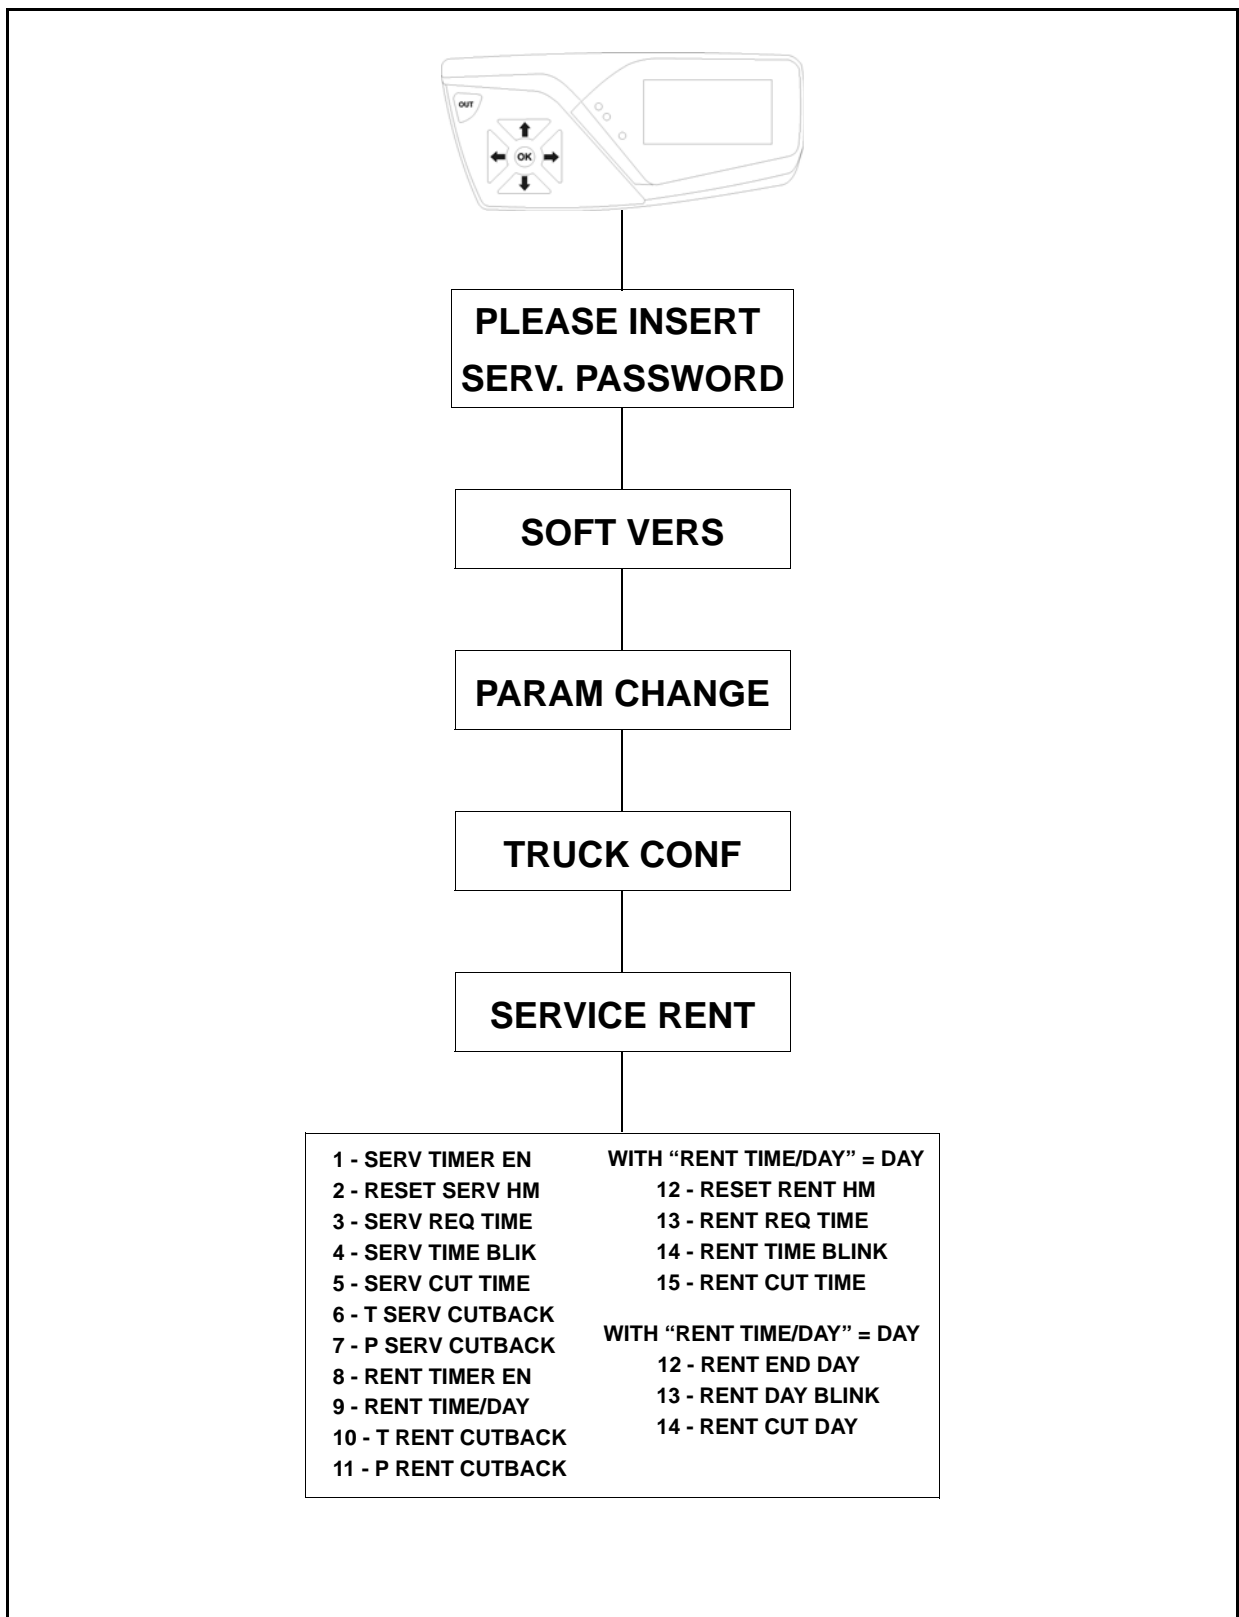 OUT
OK
PLEASE INSERT
SERV. PASSWORD
SOFT VERS
PARAM CHANGE
TRUCK CONF
SERVICE RENT
1 - SERV TIMER EN
2 - RESET SERV HM
3 - SERV REQ TIME
4 - SERV TIME BLIK
5 - SERV CUT TIME
6 - T SERV CUTBACK
7 - P SERV CUTBACK
8 - RENT TIMER EN
9 - RENT TIME/DAY
10 - T RENT CUTBACK
11 - P RENT CUTBACK
WITH “RENT TIME/DAY” = DAY
12 - RESET RENT HM
13 - RENT REQ TIME
14 - RENT TIME BLINK
15 - RENT CUT TIME
WITH “RENT TIME/DAY” = DAY
12 - RENT END DAY
13 - RENT DAY BLINK
14 - RENT CUT DAY